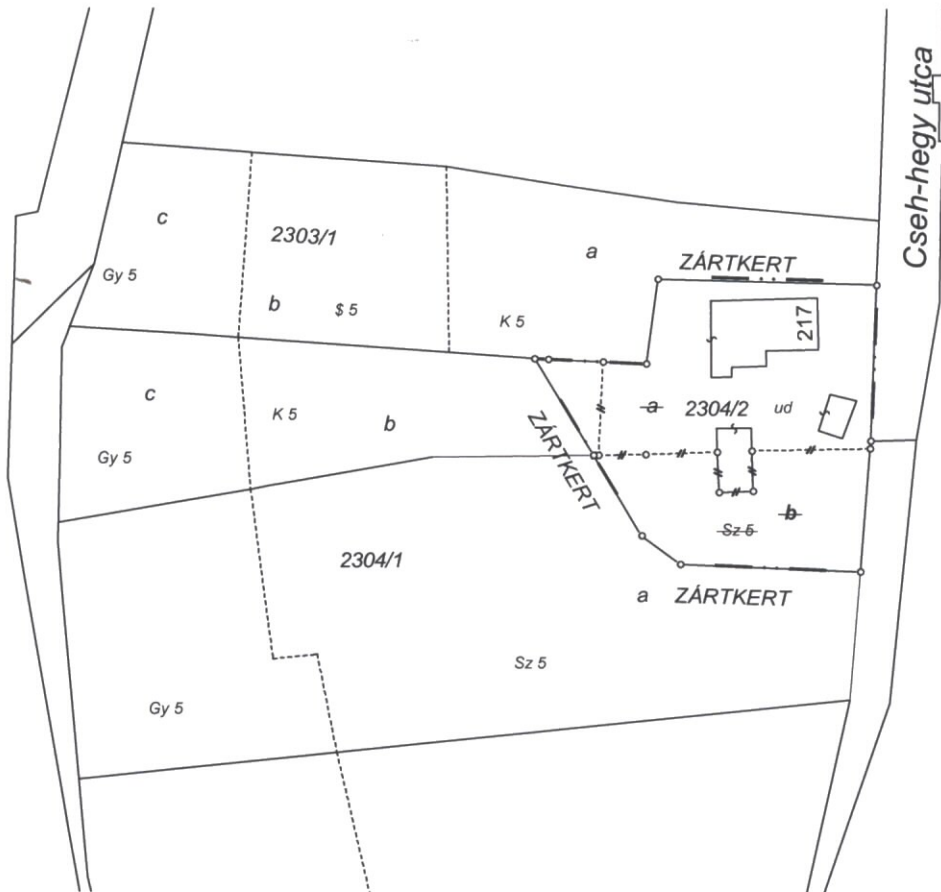 Cseh-hegy utca
c
2303/1
a
ZÁRTKERT
Gy 5
b
$ 5
K 5
217
c
K 5
b
ZÁRTKERT
a
2304/2
ud
Gy 5
b
Sz 5
2304/1
a
ZÁRTKERT
Sz 5
Gy 5